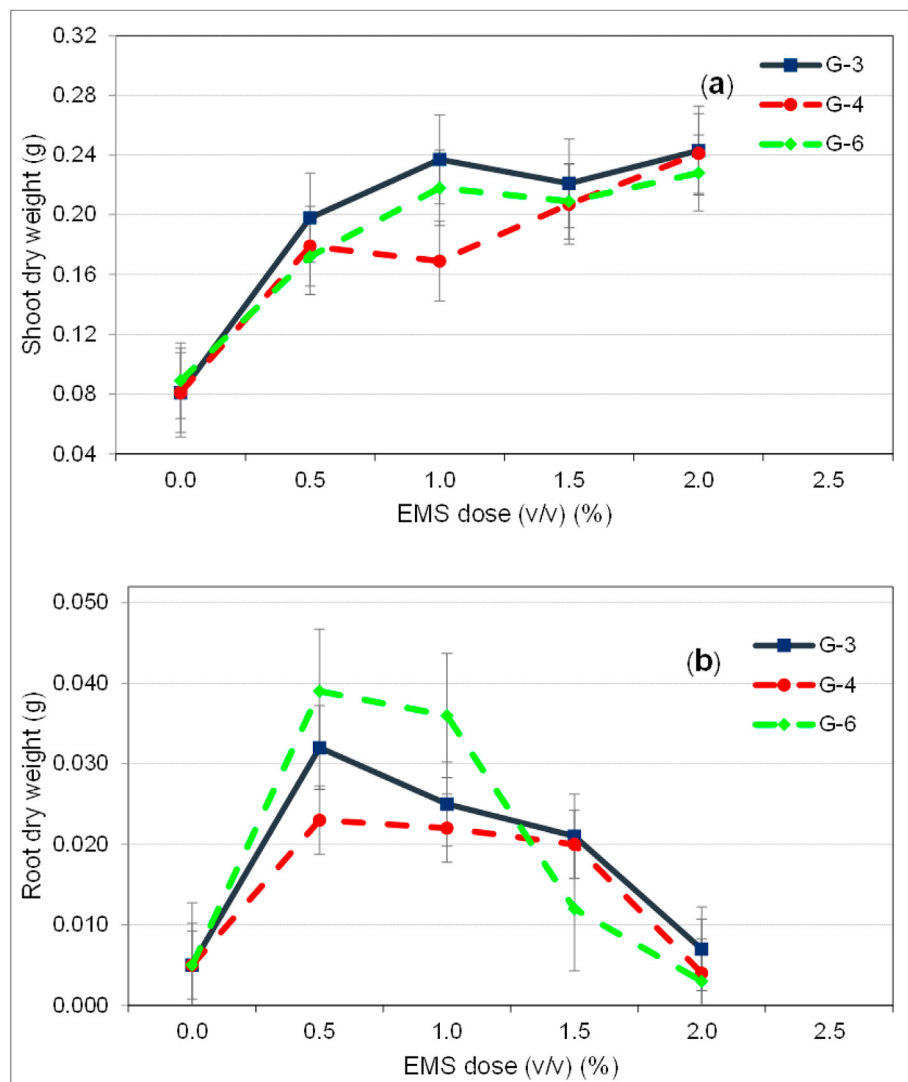 0.32
0.28
0.24
0.20
0.16
0.12
0.08
0.04
Shoot dry weight (g)
(a)
G-3
G-4
G-6
0.0 0.5 1.0 1.5 2.0 2.5
EMS dose (v/v) (%)
0.050
0.040
0.030
0.020
0.010
0.000
Root dry weight (g)
(b)
G-3
G-4
G-6
0.0 0.5 1.0 1.5 2.0 2.5
EMS dose (v/v) (%)